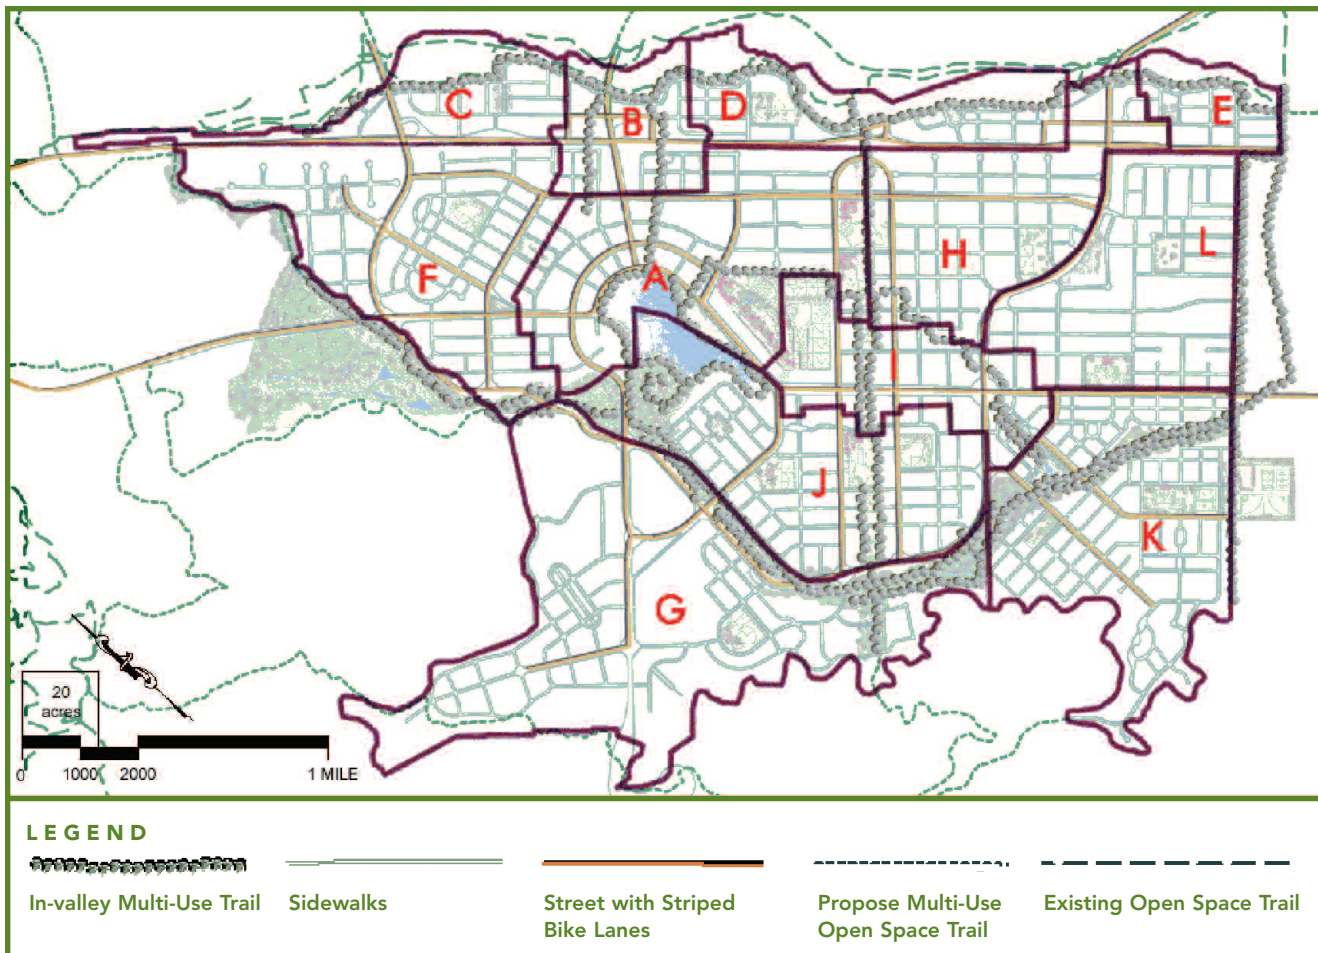 C
B
D
E
F
A
H
L
I
J
K
G
20
acres
0 1000 2000 1 MILE
LEGEND
In-valley Multi-Use Trail
Sidewalks
Street with Striped
Bike Lanes
Propose Multi-Use
Open Space Trail
Existing Open Space Trail